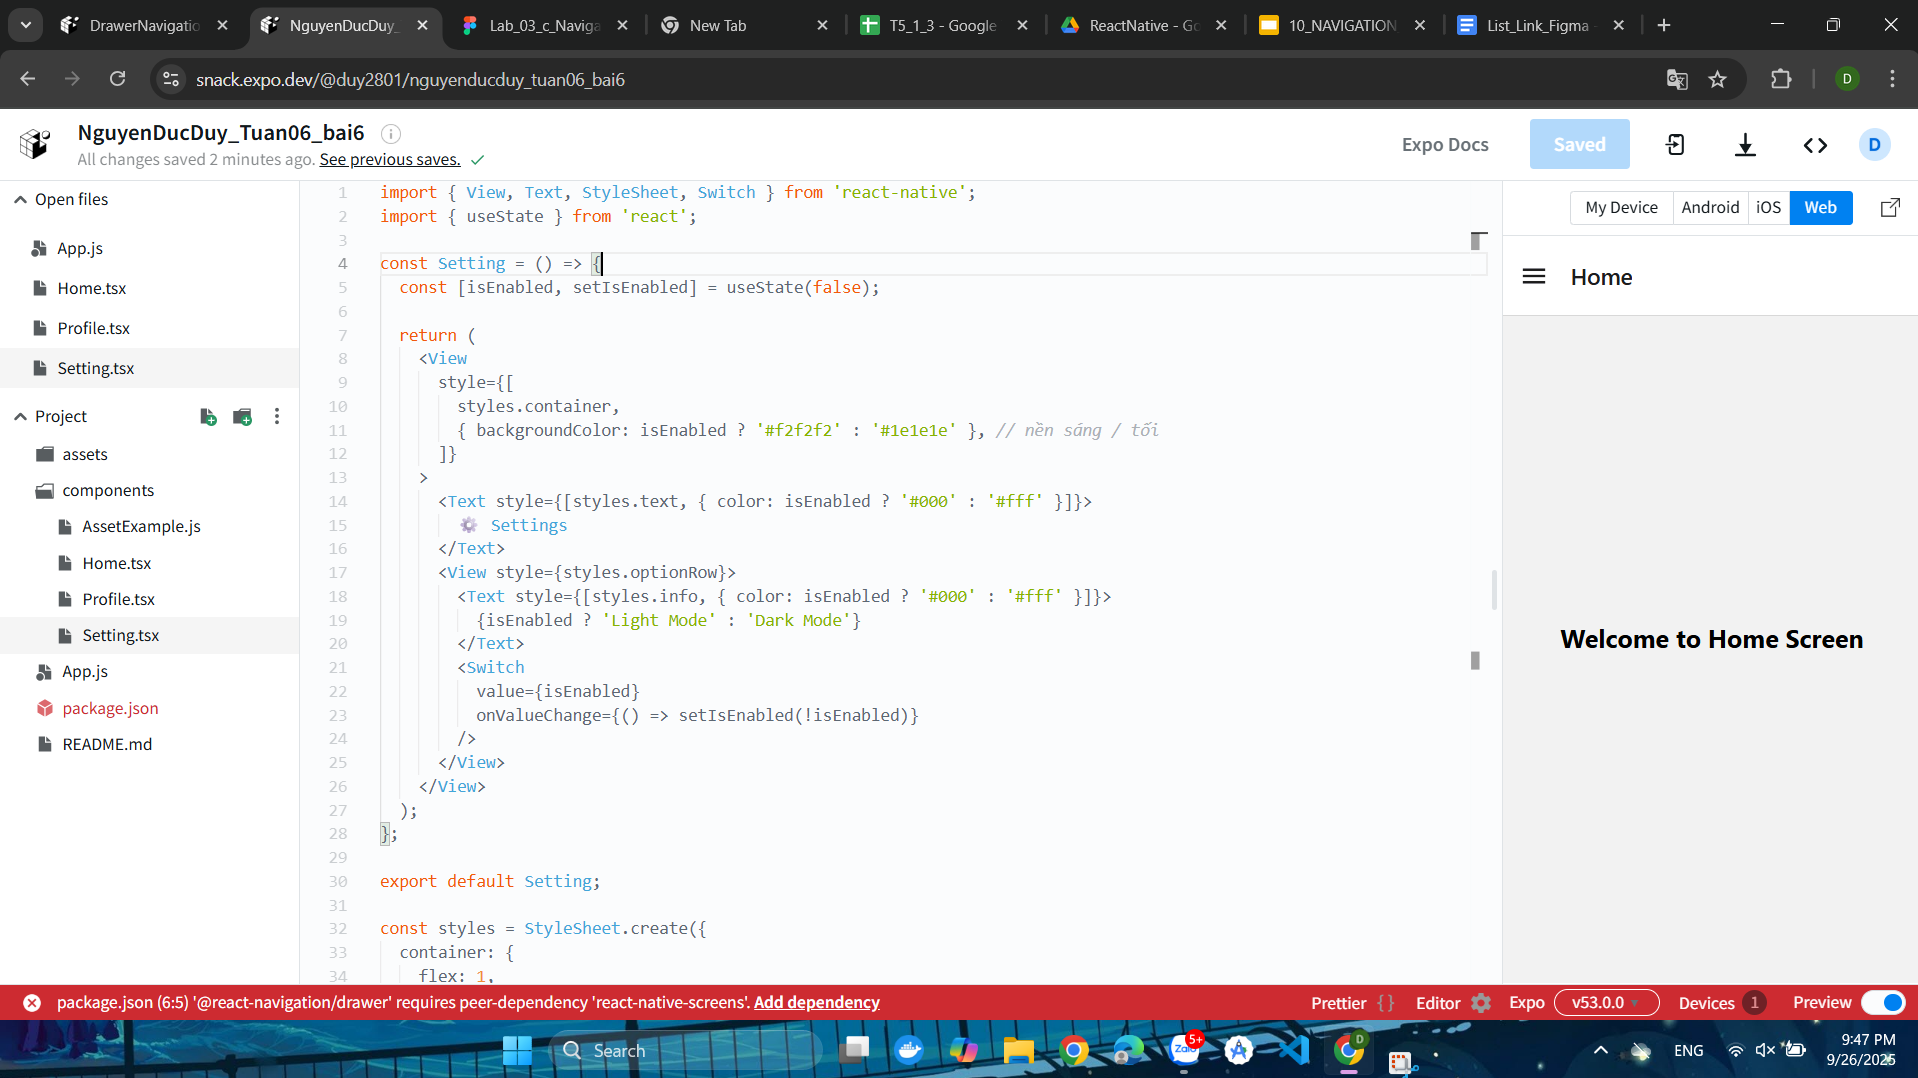 DrawerNavigatio
NguyenDucDuy_
Lab_03_c_Naviga
New Tab
T5_1_3 - Google
ReactNative - Go
10_NAVIGATION
List_Link_Figma -
snack.expo.dev/@duy2801/nguyenducduy_tuan06_bai6
D
NguyenDucDuy_Tuan06_bai6
All changes saved 2 minutes ago. See previous saves.
Expo Docs
Saved
D
Open files
App.js
Home.tsx
Profile.tsx
Setting.tsx
Project
assets
components
AssetExample.js
Home.tsx
Profile.tsx
Setting.tsx
App.js
package.json
README.md
1 import { View, Text, StyleSheet, Switch } from 'react-native';
2 import { useState } from 'react';
3
4 const Setting = () => {
5 const [isEnabled, setIsEnabled] = useState(false);
6
7 return (
8 <View
9 style={[
10 styles.container,
11 { backgroundColor: isEnabled ? '#f2f2f2' : '#1e1e1e' }, // nền sáng / tối
12 ]}
13 >
14 <Text style={[styles.text, { color: isEnabled ? '#000' : '#fff' }]}>
15 ⚙️ Settings
16 </Text>
17 <View style={styles.optionRow}>
18 <Text style={[styles.info, { color: isEnabled ? '#000' : '#fff' }]}>
19 {isEnabled ? 'Light Mode' : 'Dark Mode'}
20 </Text>
21 <Switch
22 value={isEnabled}
23 onValueChange={() => setIsEnabled(!isEnabled)}
24 />
25 </View>
26 </View>
27 );
28 };
29
30 export default Setting;
31
32 const styles = StyleSheet.create({
33 container: {
34 flex: 1,
My Device
Android
iOS
Web
Home
Welcome to Home Screen
package.json (6:5) '@react-navigation/drawer' requires peer-dependency 'react-native-screens'. Add dependency
Prettier { }
Editor
Expo
v53.0.0
Devices 1
Preview
Search
Zalo
5+
D
ENG
9:47 PM
9/26/2025